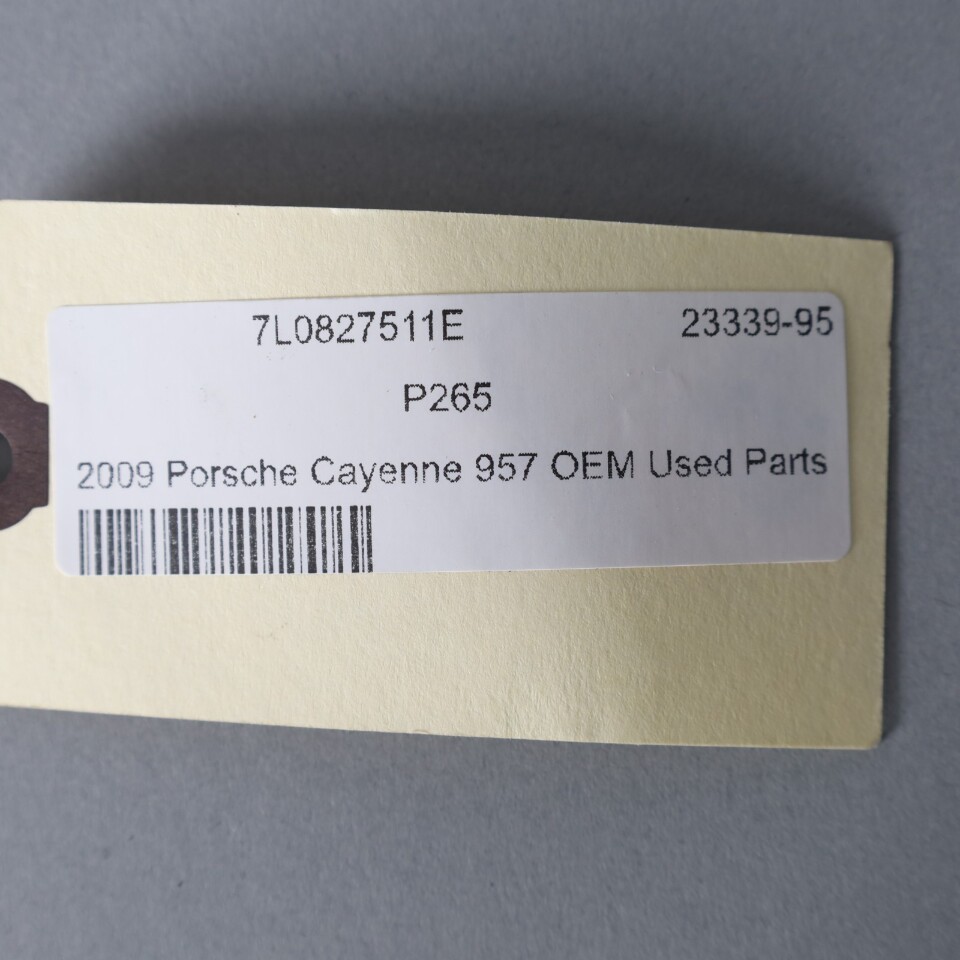 7L0827511E 23339-95
P265
2009 Porsche Cayenne 957 OEM Used Parts